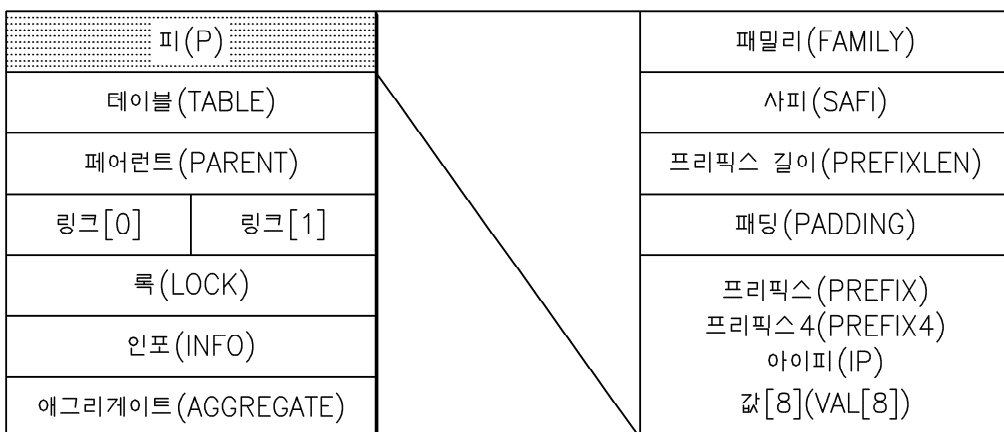 피(P)
테이블(TABLE)
페어런트(PARENT)
링크[0] 링크[1]
록(LOCK)
인포(INFO)
애그리게이트(AGGREGATE)
패밀리(FAMILY)
사피(SAFI)
프리픽스 길이(PREFIXLEN)
패딩(PADDING)
프리픽스(PREFIX)
프리픽스4(PREFIX4)
아이피(IP)
값[8](VAL[8])